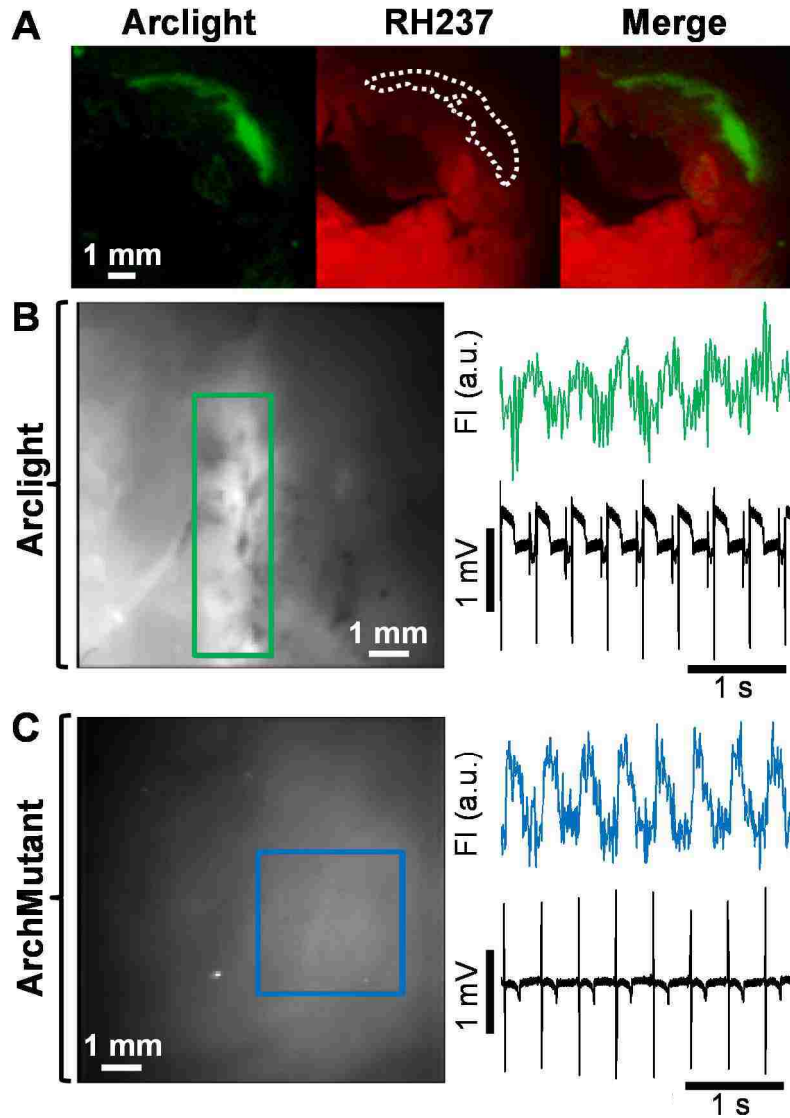 A Arclight RH237 Merge
1 mm
B
Arclight
1 mm
FI (a.u.)
1 mV
1 s
C
ArchMutant
1 mm
FI (a.u.)
1 mV
1 s